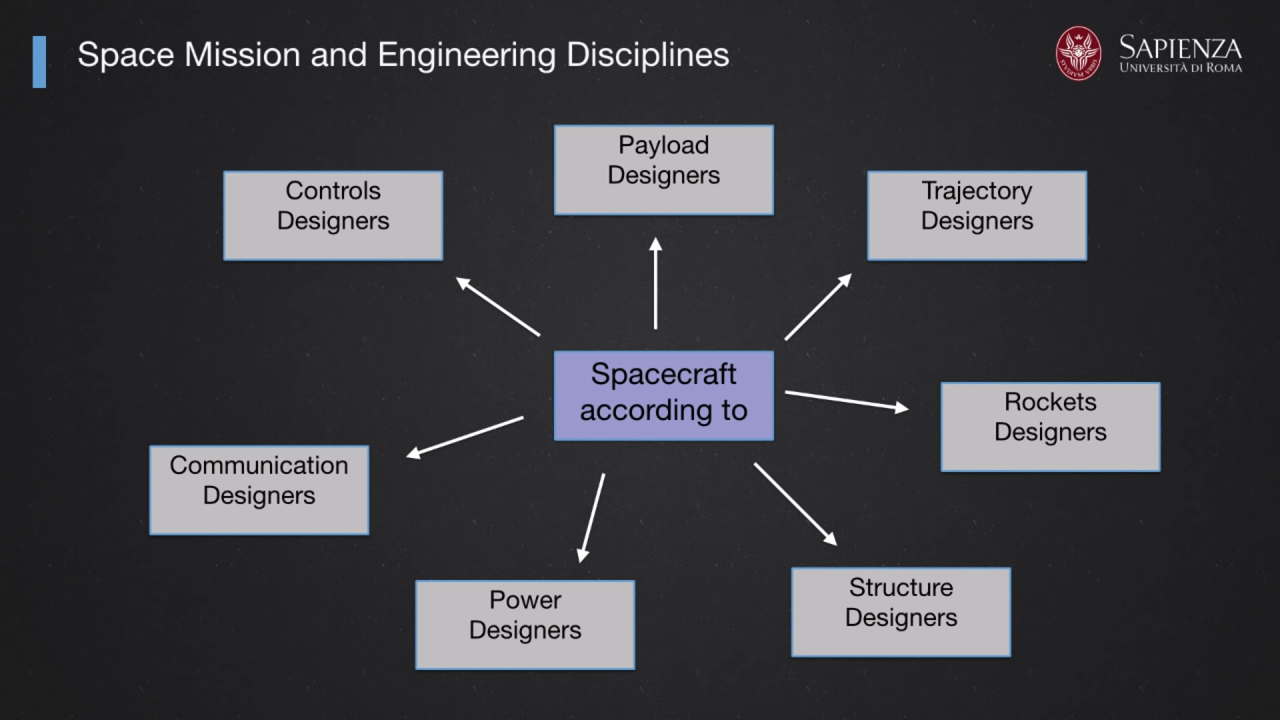 Space Mission and Engineering Disciplines
SAPIENZA
UNIVERSITÀ DI ROMA
Payload
Designers
Controls
Designers
Trajectory
Designers
Spacecraft
according to
Rockets
Designers
Communication
Designers
Power
Designers
Structure
Designers